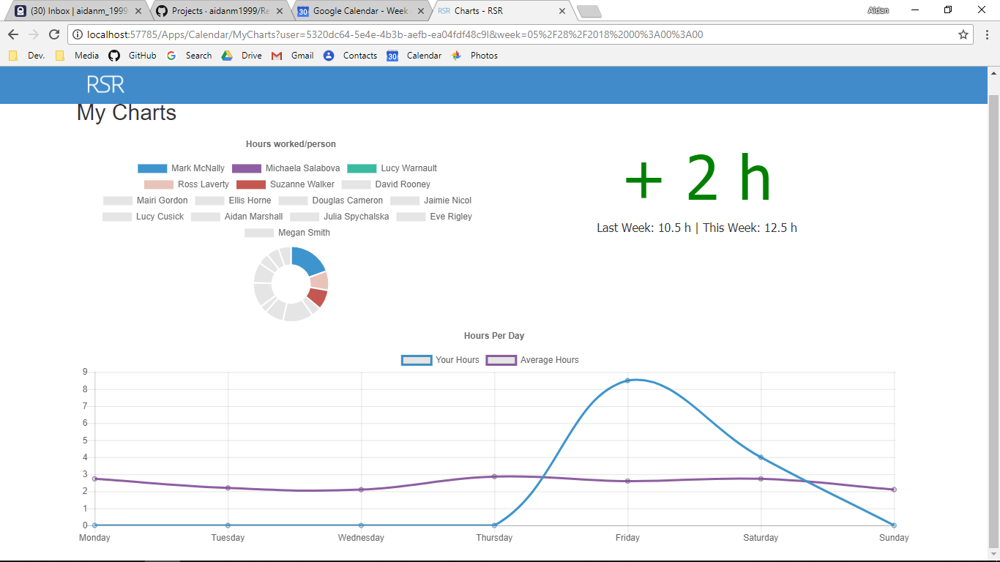 (30) Inbox | aidanm_1999 Projects · aidanm1999/Re Google Calendar - Week RSR Charts - RSR Aidan
localhost:57785/Apps/Calendar/MyCharts?user=5320dc64-5e4e-4b3b-aefb-ea04fdf48c9l&week=05%2F28%2F2018%2000%3A00%3A00
Dev. Media GitHub Search Drive Gmail 30 Calendar Contacts Photos
RSR
My Charts
Hours worked/person
Mark McNally Michaela Salabova Lucy Warnault
Ross Laverty Suzanne Walker David Rooney
Mairi Gordon Ellis Horne Douglas Cameron Jaimie Nicol
Lucy Cusick Aidan Marshall Julia Spychalska Eve Rigley
Megan Smith
+ 2 h
Last Week: 10.5 h | This Week: 12.5 h
Hours Per Day
Your Hours Average Hours
9
8
7
6
5
4
3
2
1
0
Monday Tuesday Wednesday Thursday Friday Saturday Sunday